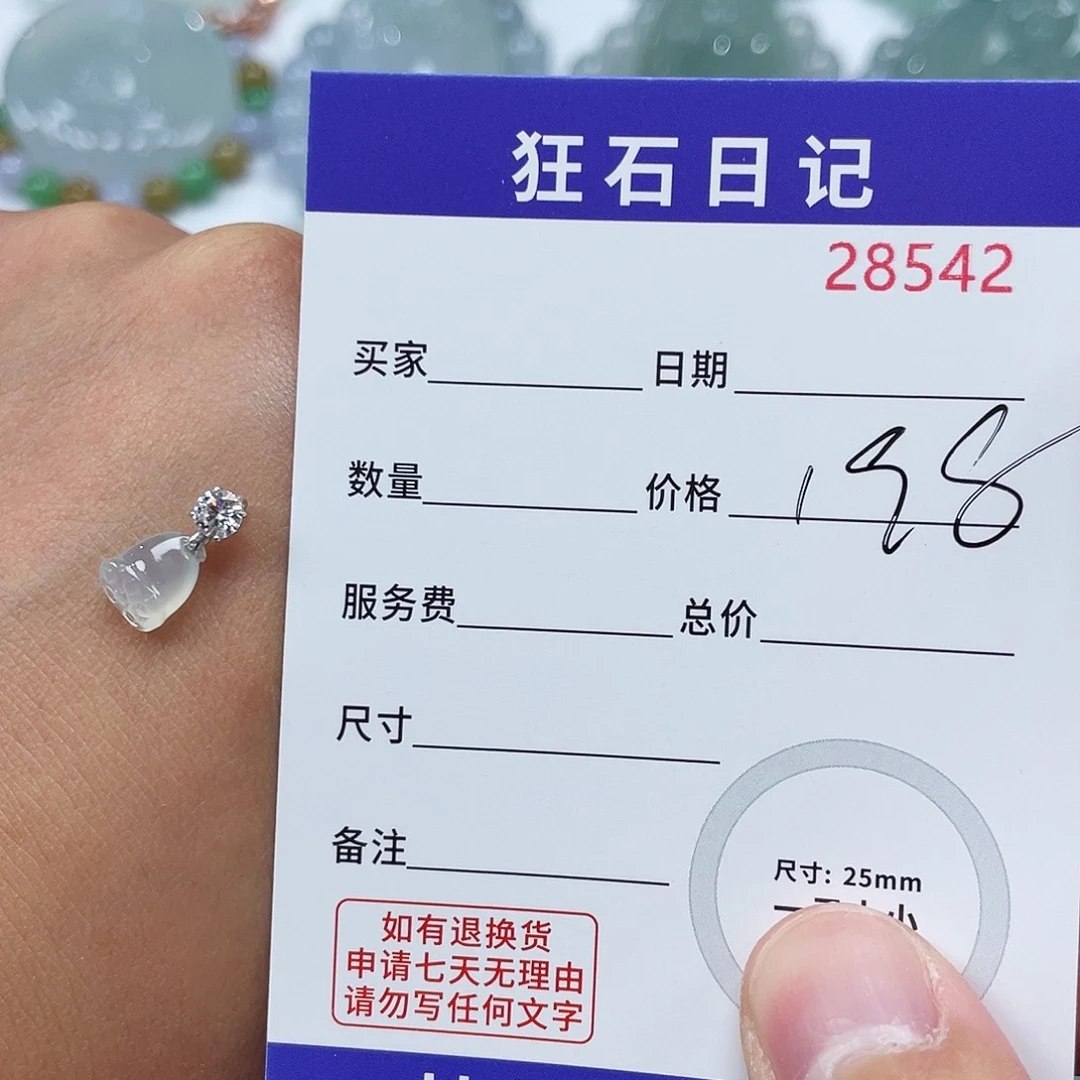 狂石日记
28542
买家 日期
数量 价格 198
服务费 总价
尺寸
备注
尺寸: 25mm
如有退换货
申请七天无理由
请勿写任何文字